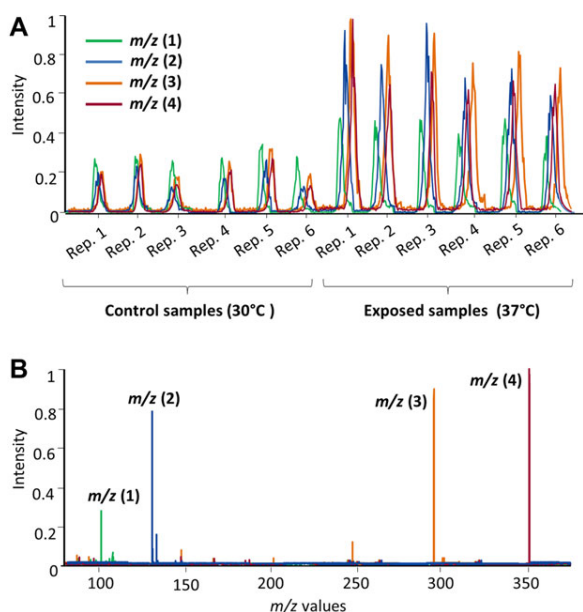 A
m/z (1)
m/z (2)
m/z (3)
m/z (4)
Intensity
1
0.8
0.6
0.4
0.2
0
Rep. 1 Rep. 2 Rep. 3 Rep. 4 Rep. 5 Rep. 6 Rep. 1 Rep. 2 Rep. 3 Rep. 4 Rep. 5 Rep. 6
Control samples (30°C ) Exposed samples (37°C)
B
Intensity
1
0.8
0.6
0.4
0.2
0
m/z (1)
m/z (2)
m/z (3)
m/z (4)
100 150 200 250 300 350
m/z values